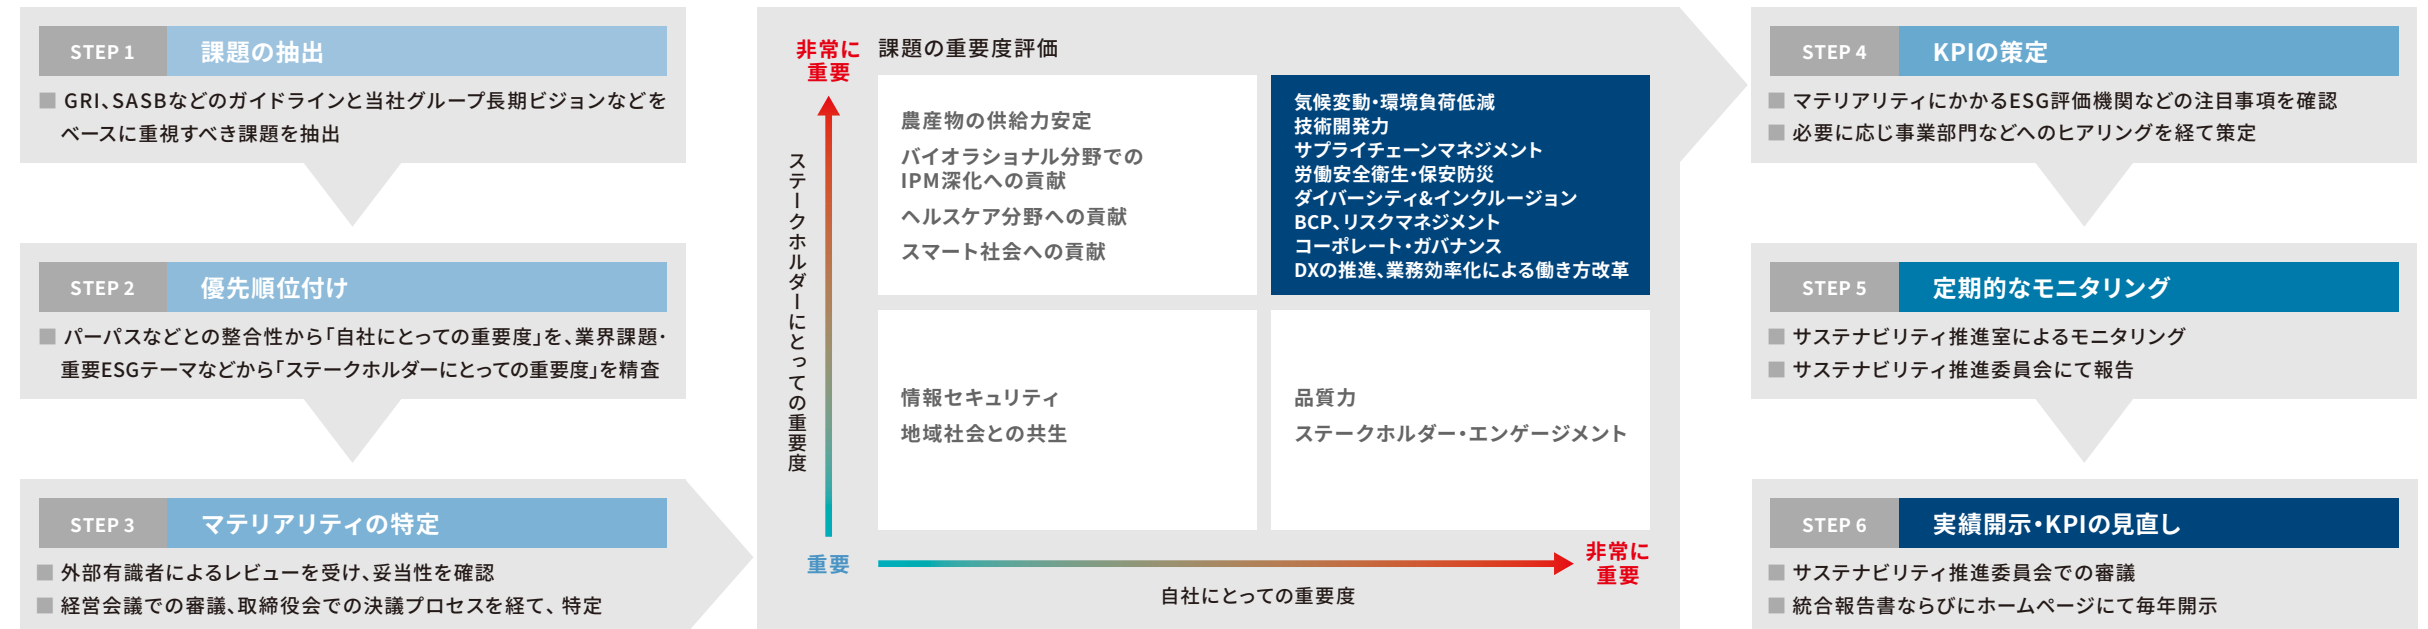 STEP 1
課題の抽出
■ GRI、SASBなどのガイドラインと当社グループ長期ビジョンなどを
ベースに重視すべき課題を抽出
STEP 2
優先順位付け
■ パーパスなどとの整合性から「自社にとっての重要度」を、業界課題・
重要ESGテーマなどから「ステークホルダーにとっての重要度」を精査
STEP 3
マテリアリティの特定
■ 外部有識者によるレビューを受け、妥当性を確認
■ 経営会議での審議、取締役会での決議プロセスを経て、特定
非常に
重要
課題の重要度評価
ステークホルダーにとっての重要度
農産物の供給力安定
バイオラショナル分野での
IPM深化への貢献
ヘルスケア分野への貢献
スマート社会への貢献
気候変動・環境負荷低減
技術開発力
サプライチェーンマネジメント
労働安全衛生・保安防災
ダイバーシティ&インクルージョン
BCP、リスクマネジメント
コーポレート・ガバナンス
DXの推進、業務効率化による働き方改革
情報セキュリティ
地域社会との共生
品質力
ステークホルダー・エンゲージメント
重要
非常に
重要
自社にとっての重要度
STEP 4
KPIの策定
■ マテリアリティにかかるESG評価機関などの注目事項を確認
■ 必要に応じ事業部門などへのヒアリングを経て策定
STEP 5
定期的なモニタリング
■ サステナビリティ推進室によるモニタリング
■ サステナビリティ推進委員会にて報告
STEP 6
実績開示・KPIの見直し
■ サステナビリティ推進委員会での審議
■ 統合報告書ならびにホームページにて毎年開示